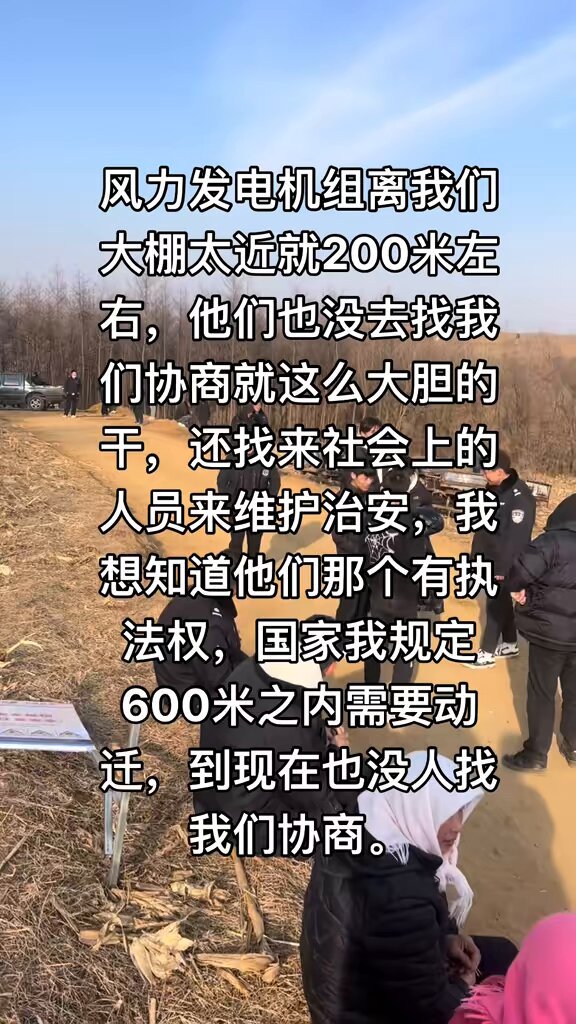 风力发电机组离我们
大棚太近就200米左
右，他们也没去找我
们协商就这么大胆的
干，还找来社会上的
人员来维护治安，我
想知道他们那个有执
法权，国家我规定
600米之内需要动
迁，到现在也没人找
我们协商。